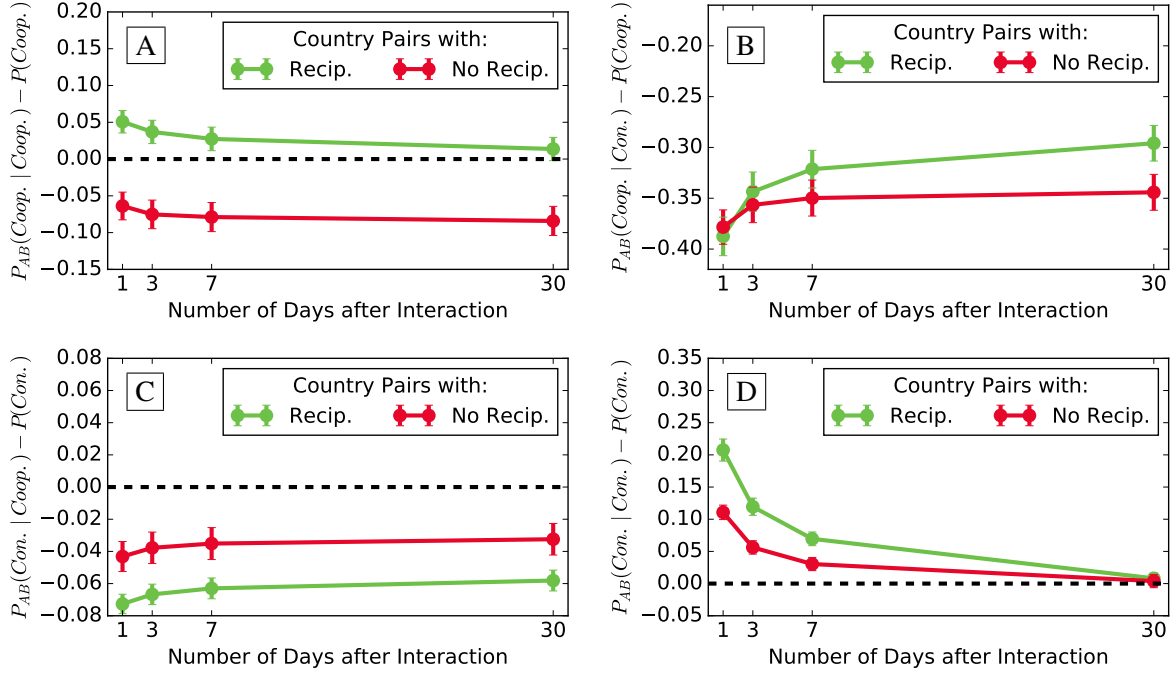 A
Country Pairs with:
Recip.
No Recip.
0.20
0.15
0.10
0.05
0.00
−0.05
−0.10
−0.15
1
3
7
30
P_AB(Coop. | Coop.) − P(Coop.)
Number of Days after Interaction
B
Country Pairs with:
Recip.
No Recip.
−0.20
−0.25
−0.30
−0.35
−0.40
1
3
7
30
P_AB(Coop. | Con.) − P(Coop.)
Number of Days after Interaction
C
Country Pairs with:
Recip.
No Recip.
0.08
0.06
0.04
0.02
0.00
−0.02
−0.04
−0.06
−0.08
1
3
7
30
P_AB(Con. | Coop.) − P(Con.)
Number of Days after Interaction
D
Country Pairs with:
Recip.
No Recip.
0.35
0.30
0.25
0.20
0.15
0.10
0.05
0.00
−0.05
1
3
7
30
P_AB(Con. | Con.) − P(Con.)
Number of Days after Interaction